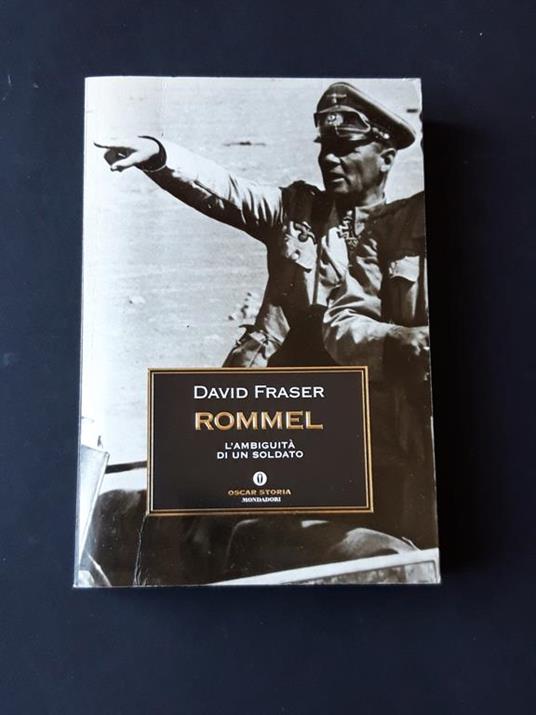 DAVID FRASER
ROMMEL
L'AMBIGUITÀ
DI UN SOLDATO
OSCAR STORIA
MONDADORI